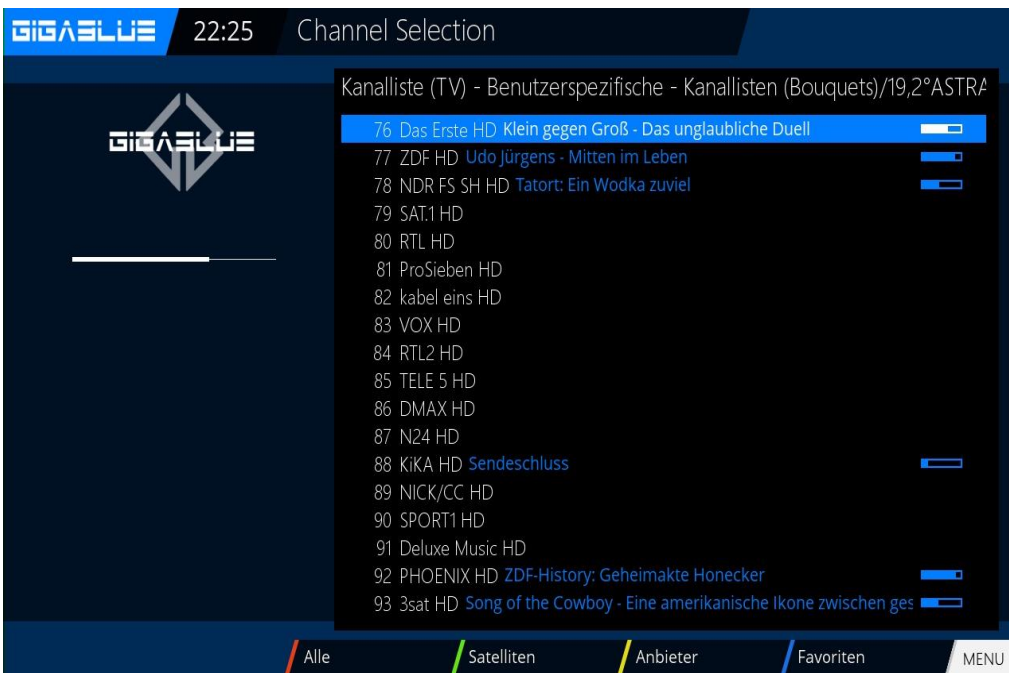 GIGABLUE 22:25 Channel Selection
Kanalliste (TV) - Benutzerspezifische - Kanallisten (Bouquets)/19,2°ASTRA
GIGABLUE
76 Das Erste HD Klein gegen Groß - Das unglaubliche Duell
77 ZDF HD Udo Jürgens - Mitten im Leben
78 NDR FS SH HD Tatort: Ein Wodka zuviel
79 SAT.1 HD
80 RTL HD
81 ProSieben HD
82 kabel eins HD
83 VOX HD
84 RTL2 HD
85 TELE 5 HD
86 DMAX HD
87 N24 HD
88 KiKA HD Sendeschluss
89 NICK/CC HD
90 SPORT1 HD
91 Deluxe Music HD
92 PHOENIX HD ZDF-History: Geheimakte Honecker
93 3sat HD Song of the Cowboy - Eine amerikanische Ikone zwischen ges
Alle Satelliten Anbieter Favoriten MENU